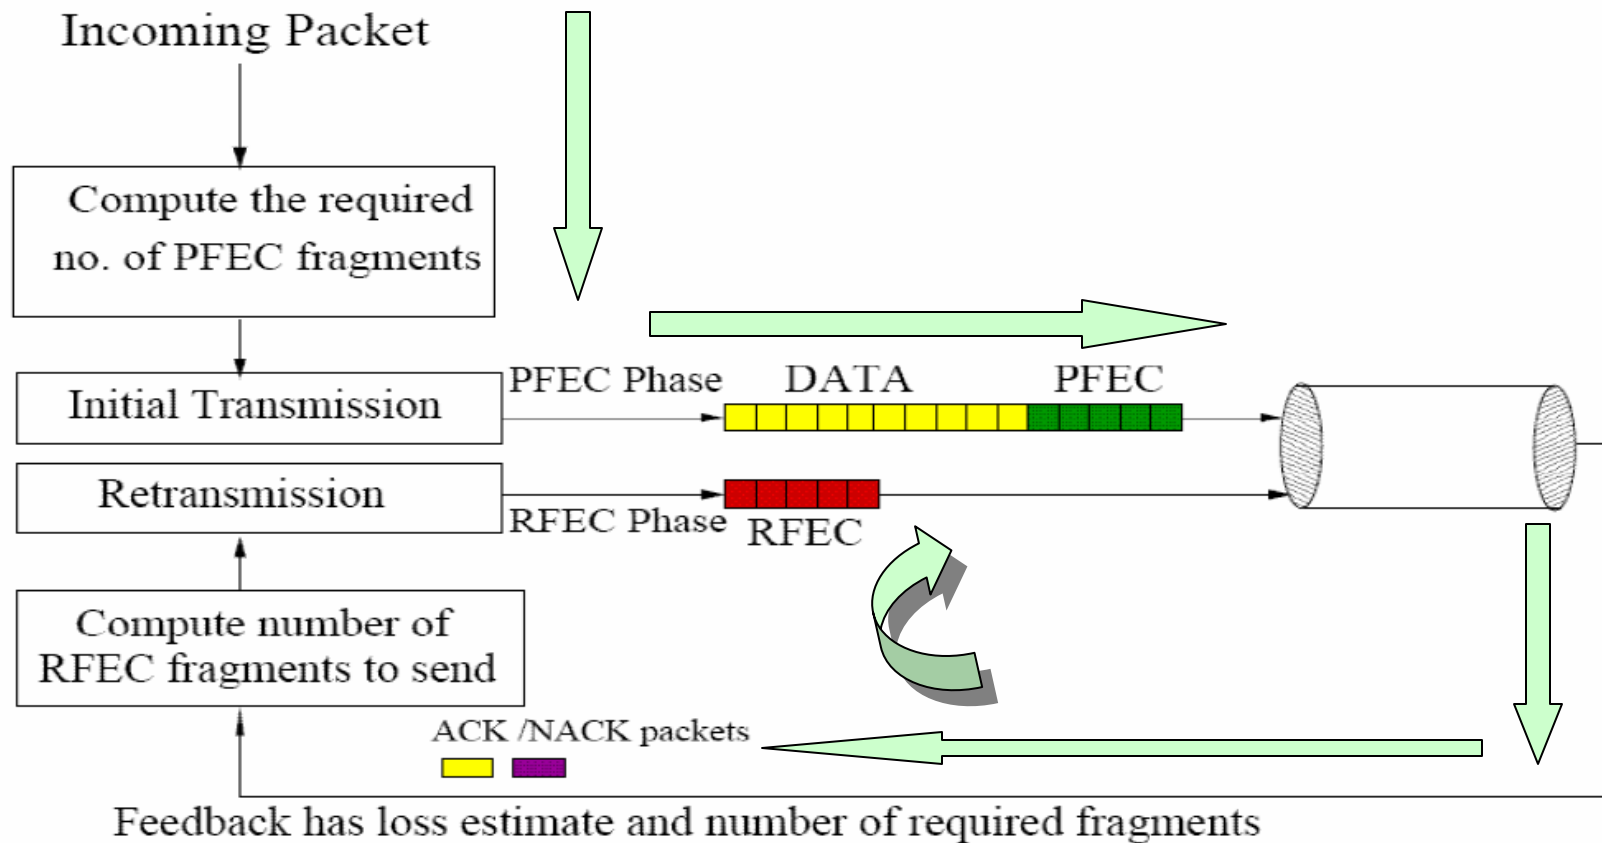 Incoming Packet
Compute the required
no. of PFEC fragments
Initial Transmission
PFEC Phase
DATA
PFEC
Retransmission
RFEC Phase
RFEC
Compute number of
RFEC fragments to send
ACK /NACK packets
Feedback has loss estimate and number of required fragments